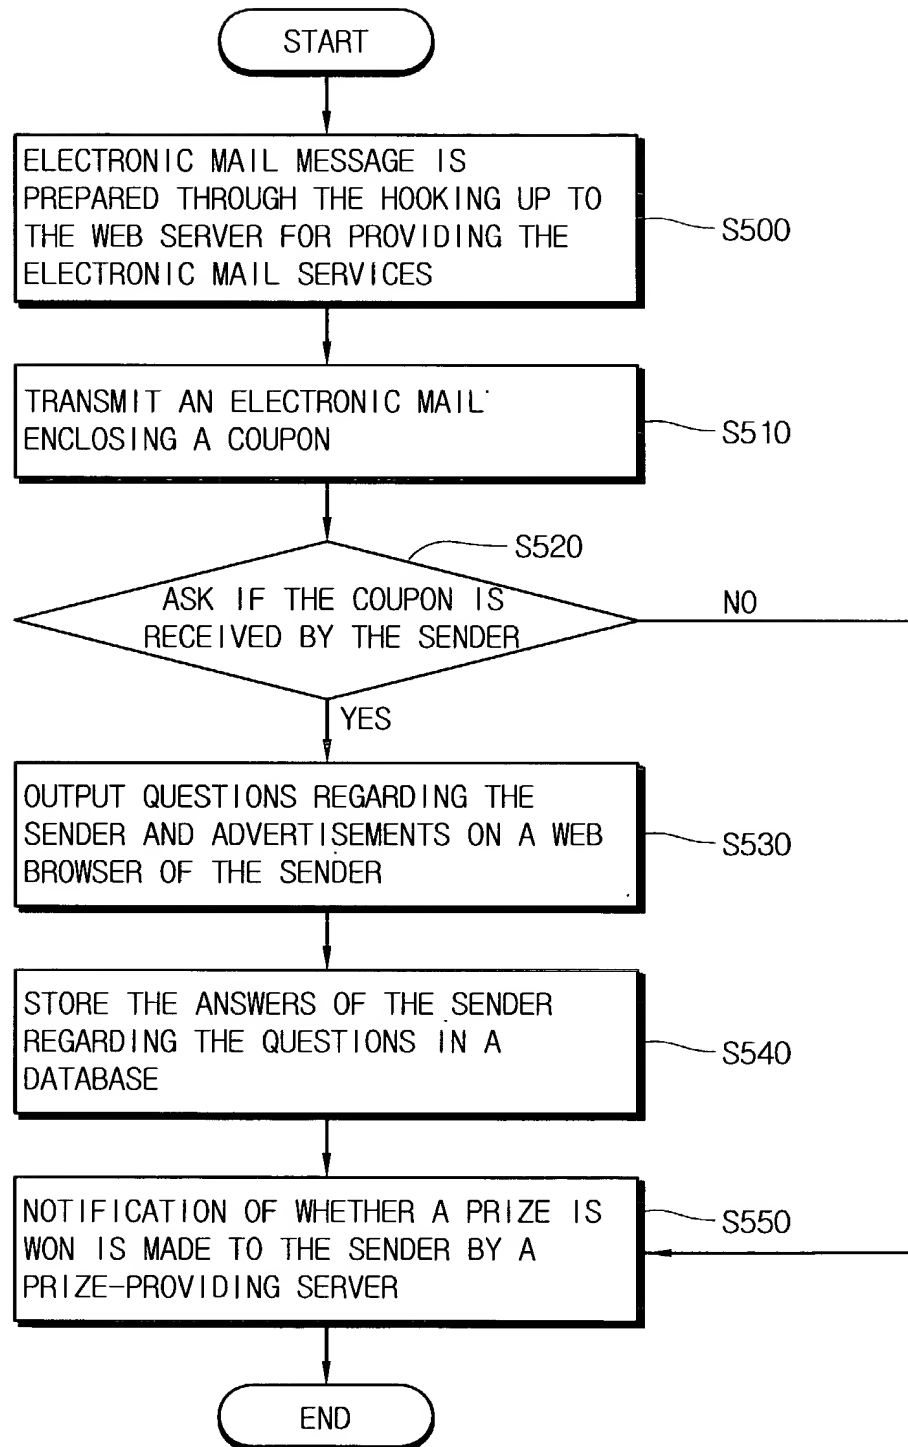 START
ELECTRONIC MAIL MESSAGE IS
PREPARED THROUGH THE HOOKING UP TO
THE WEB SERVER FOR PROVIDING THE
ELECTRONIC MAIL SERVICES
S500
TRANSMIT AN ELECTRONIC MAIL
ENCLOSING A COUPON
S510
S520
ASK IF THE COUPON IS
RECEIVED BY THE SENDER
NO
YES
OUTPUT QUESTIONS REGARDING THE
SENDER AND ADVERTISEMENTS ON A WEB
BROWSER OF THE SENDER
S530
STORE THE ANSWERS OF THE SENDER
REGARDING THE QUESTIONS IN A
DATABASE
S540
NOTIFICATION OF WHETHER A PRIZE IS
WON IS MADE TO THE SENDER BY A
PRIZE-PROVIDING SERVER
S550
END